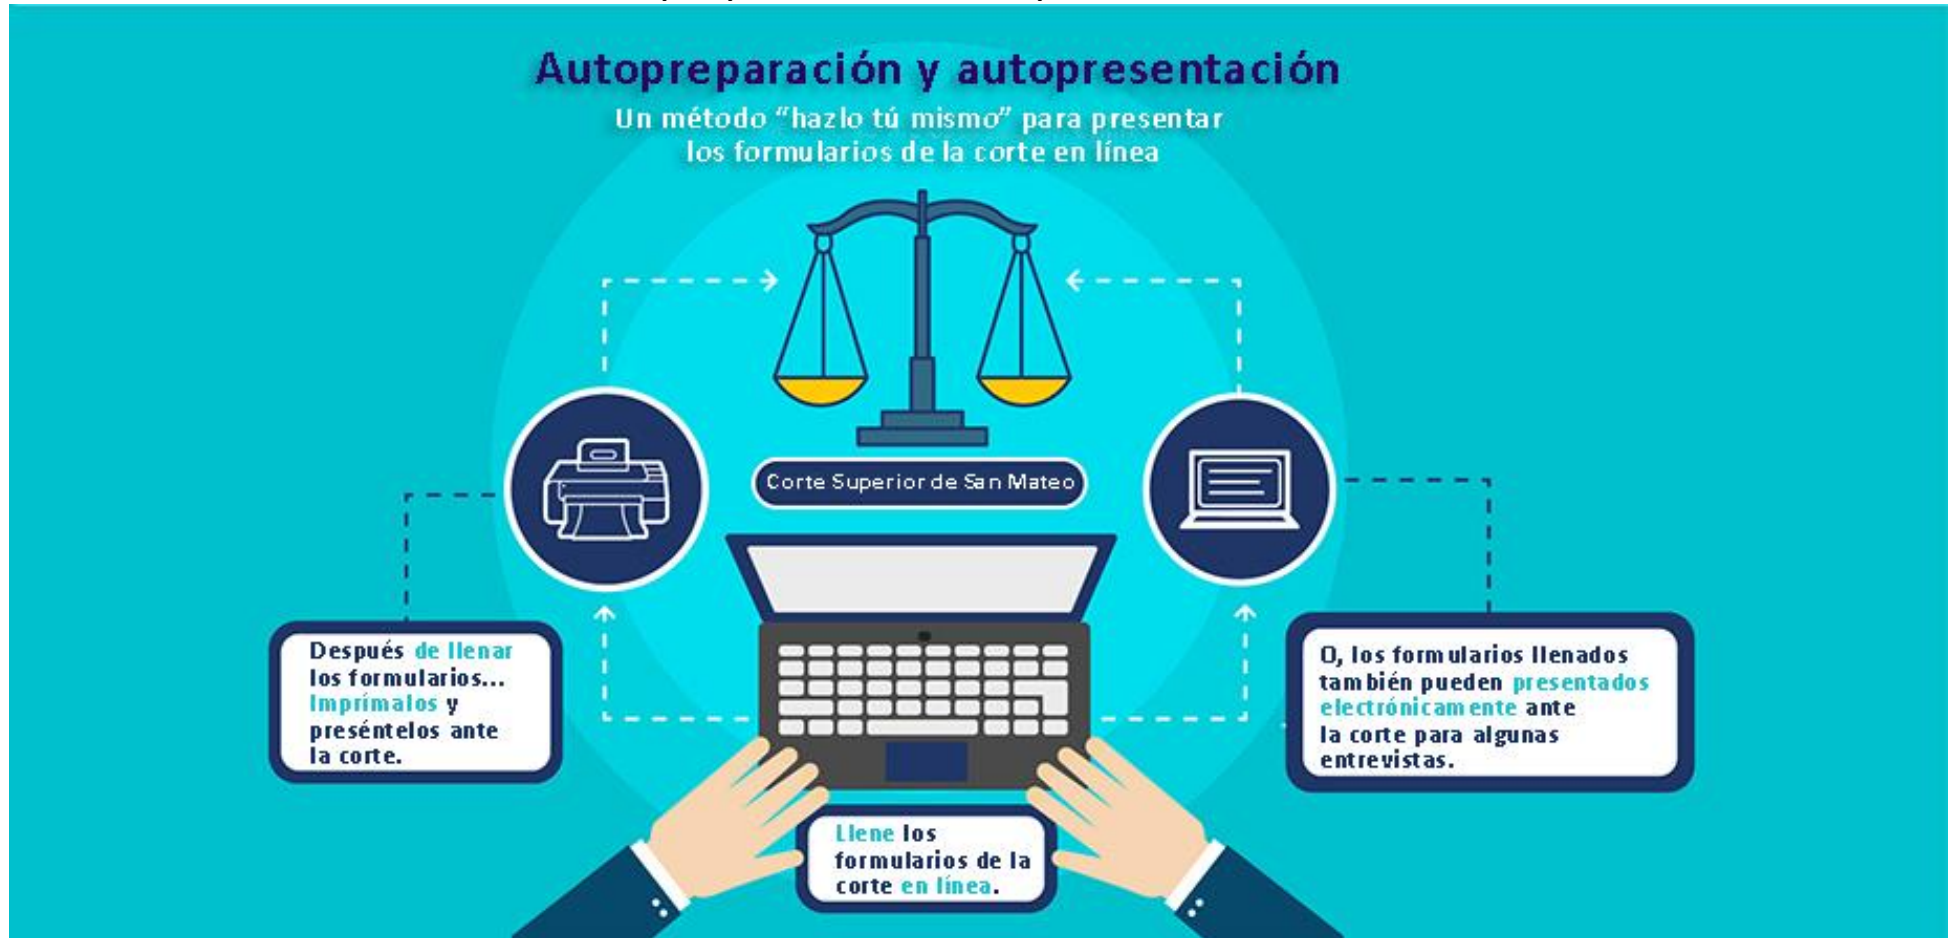 Autopreparación y autopresentación
Un método “hazlo tú mismo” para presentar
los formularios de la corte en línea
Corte Superior de San Mateo
Después de llenar
los formularios...
Imprímalos y
preséntelos ante
la corte.
O, los formularios llenados
también pueden presentados
electrónicamente ante
la corte para algunas
entrevistas.
Llene los
formularios de la
corte en línea.